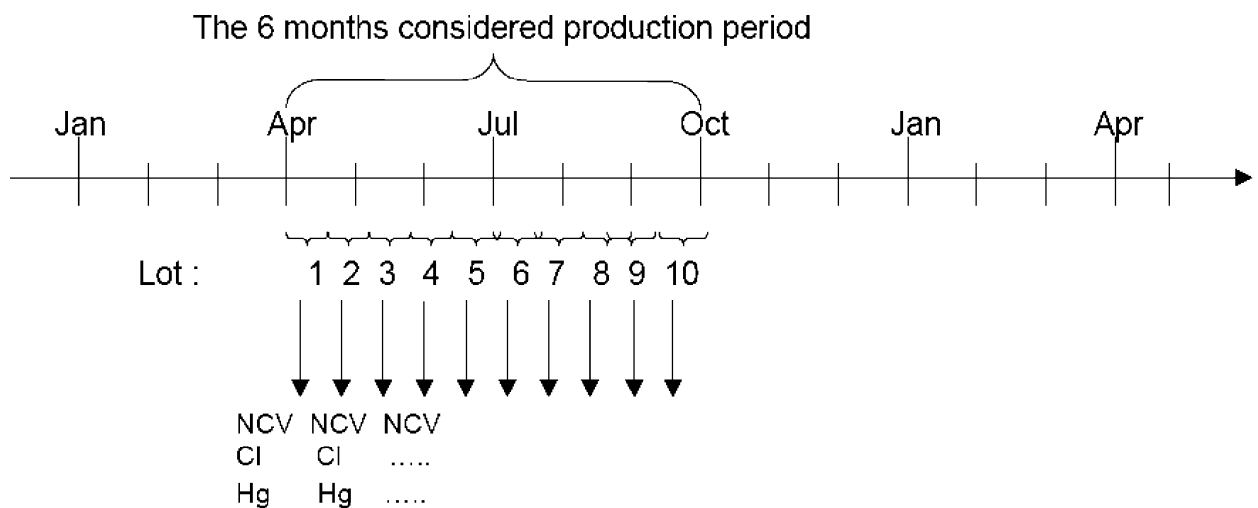 The 6 months considered production period
Jan Apr Jul Oct Jan Apr
Lot : 1 2 3 4 5 6 7 8 9 10
NCV NCV NCV
Cl Cl .....
Hg Hg .....